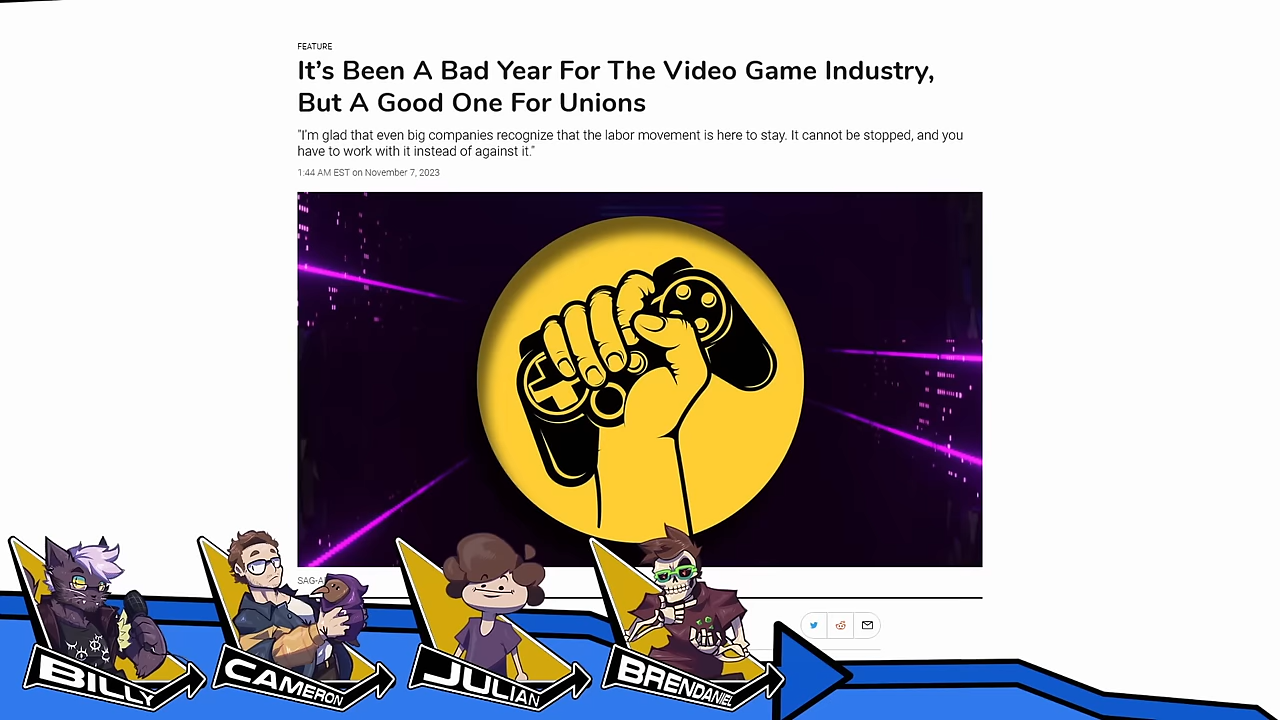 FEATURE
It's Been A Bad Year For The Video Game Industry,
But A Good One For Unions
"I'm glad that even big companies recognize that the labor movement is here to stay. It cannot be stopped, and you
have to work with it instead of against it."
1:44 AM EST on November 7, 2023
BILLY
CAMERON
JULIAN
BRENDANIEL